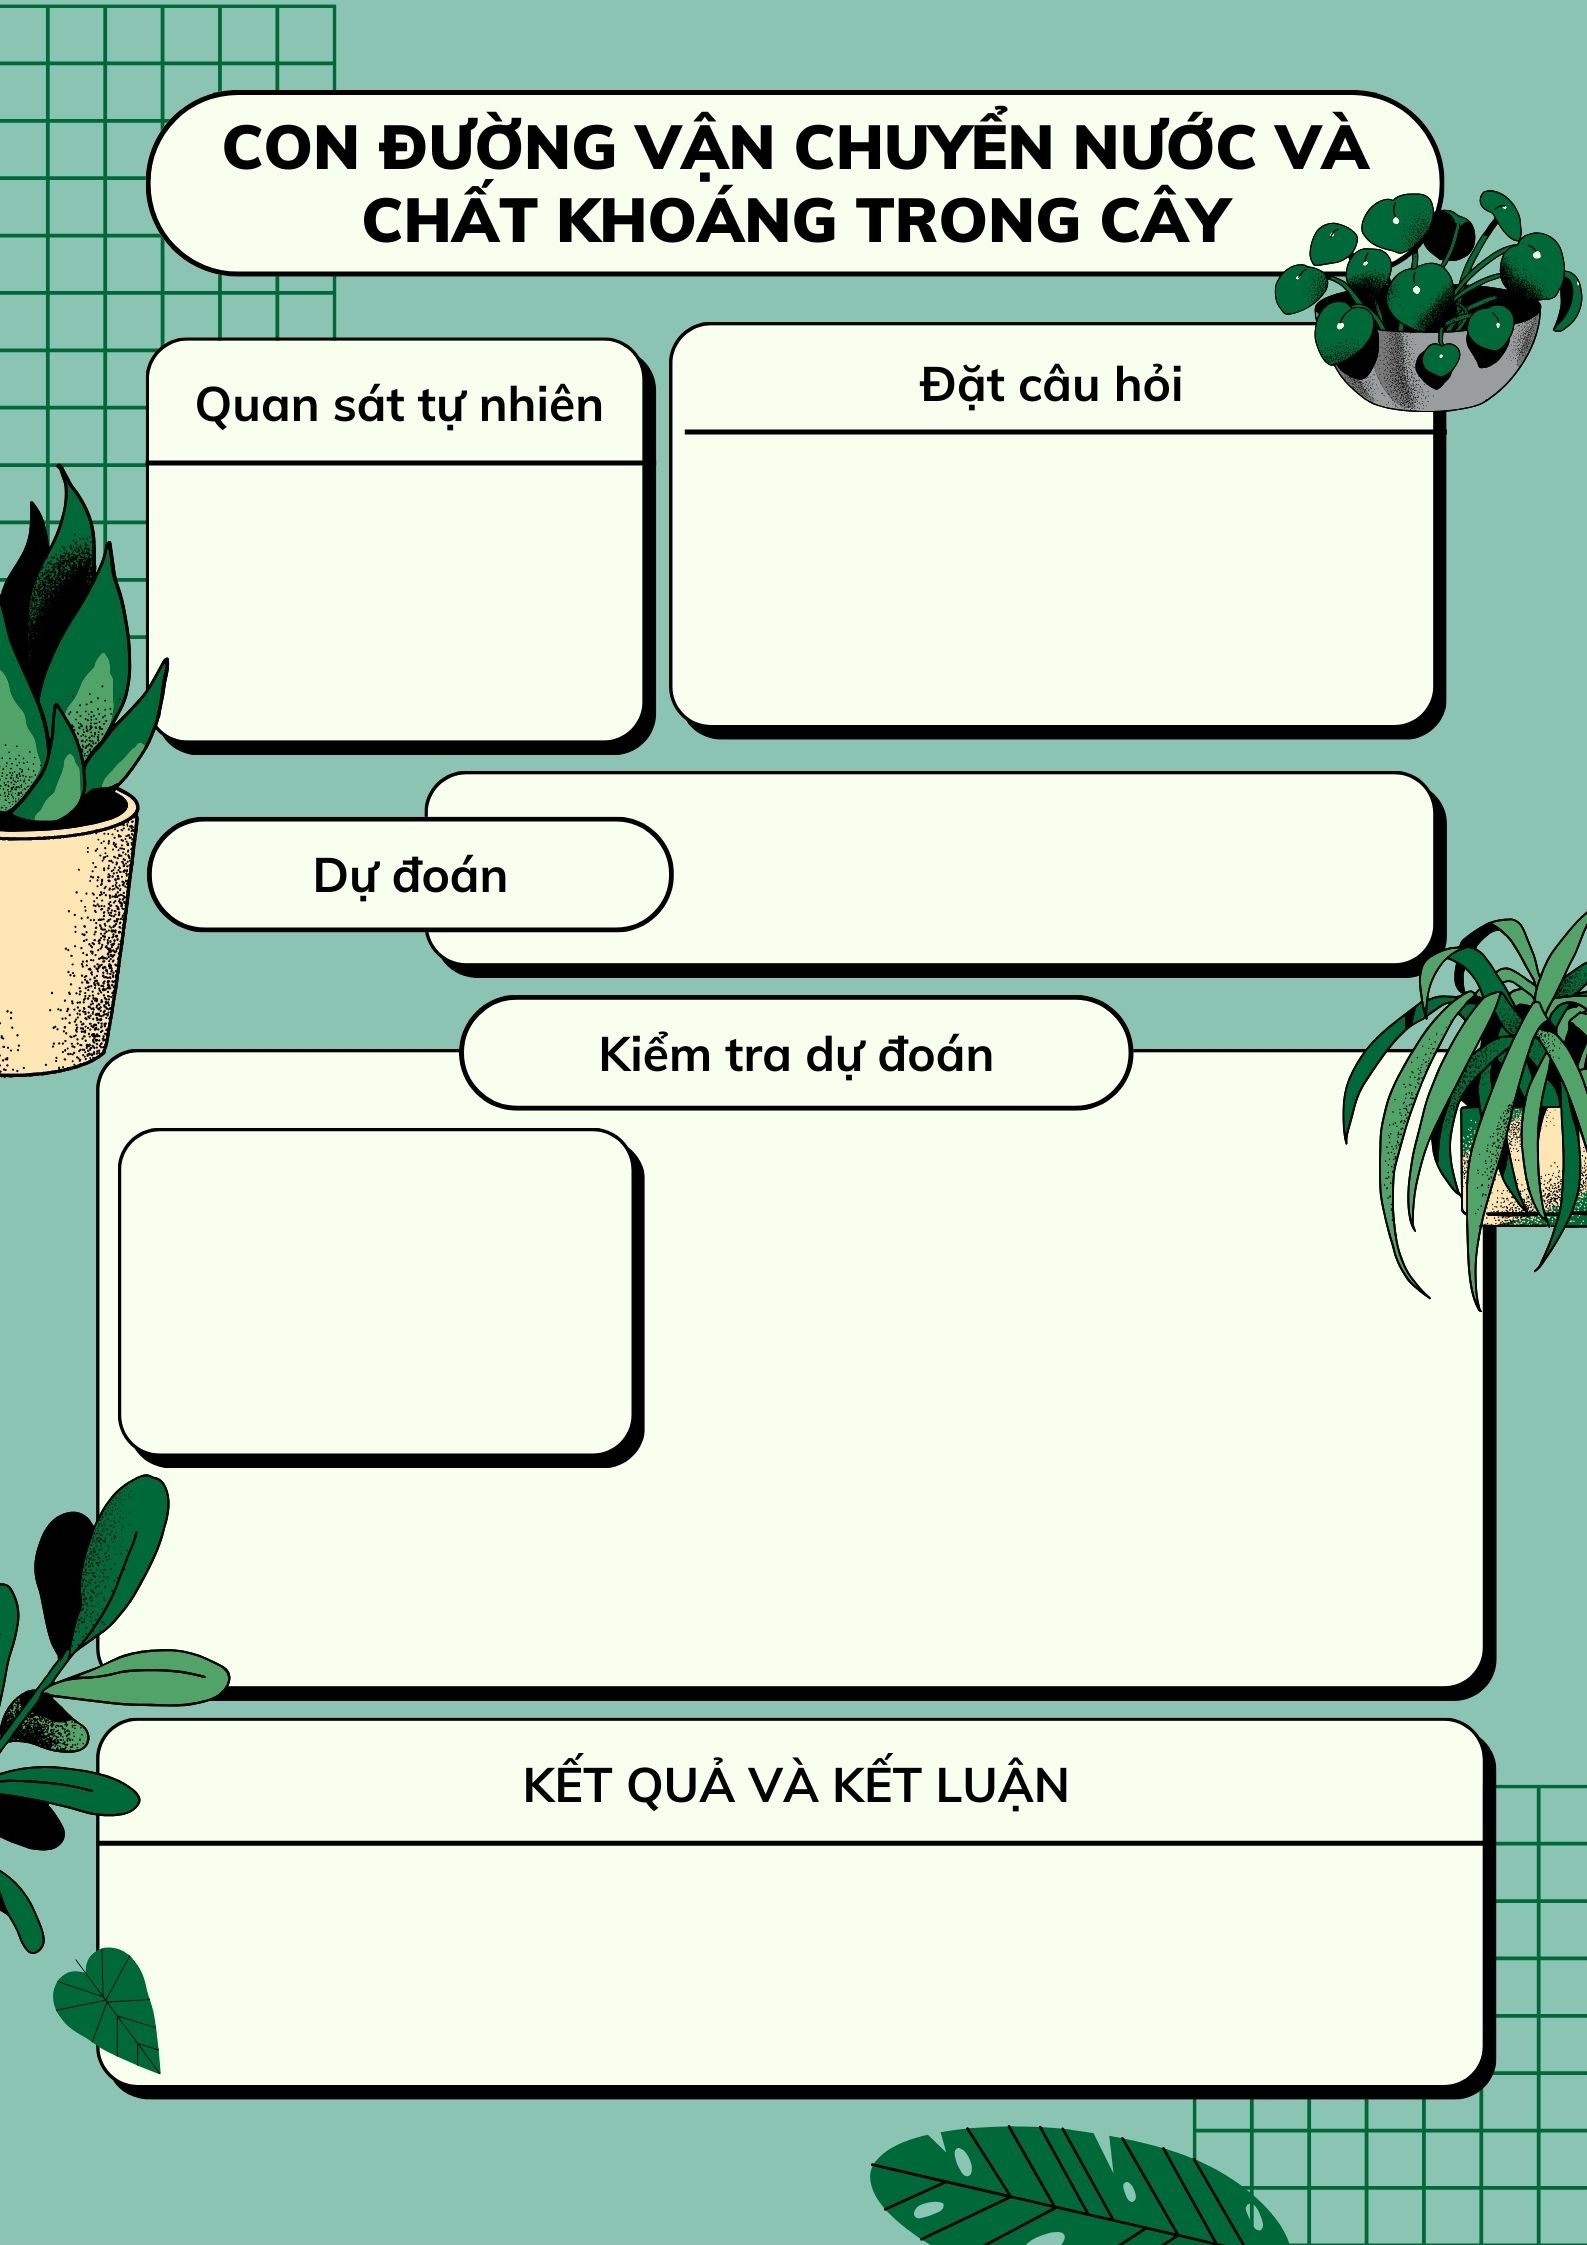 CON ĐƯỜNG VẬN CHUYỂN NƯỚC VÀ
CHẤT KHOÁNG TRONG CÂY
Quan sát tự nhiên
Đặt câu hỏi
Dự đoán
Kiểm tra dự đoán
KẾT QUẢ VÀ KẾT LUẬN